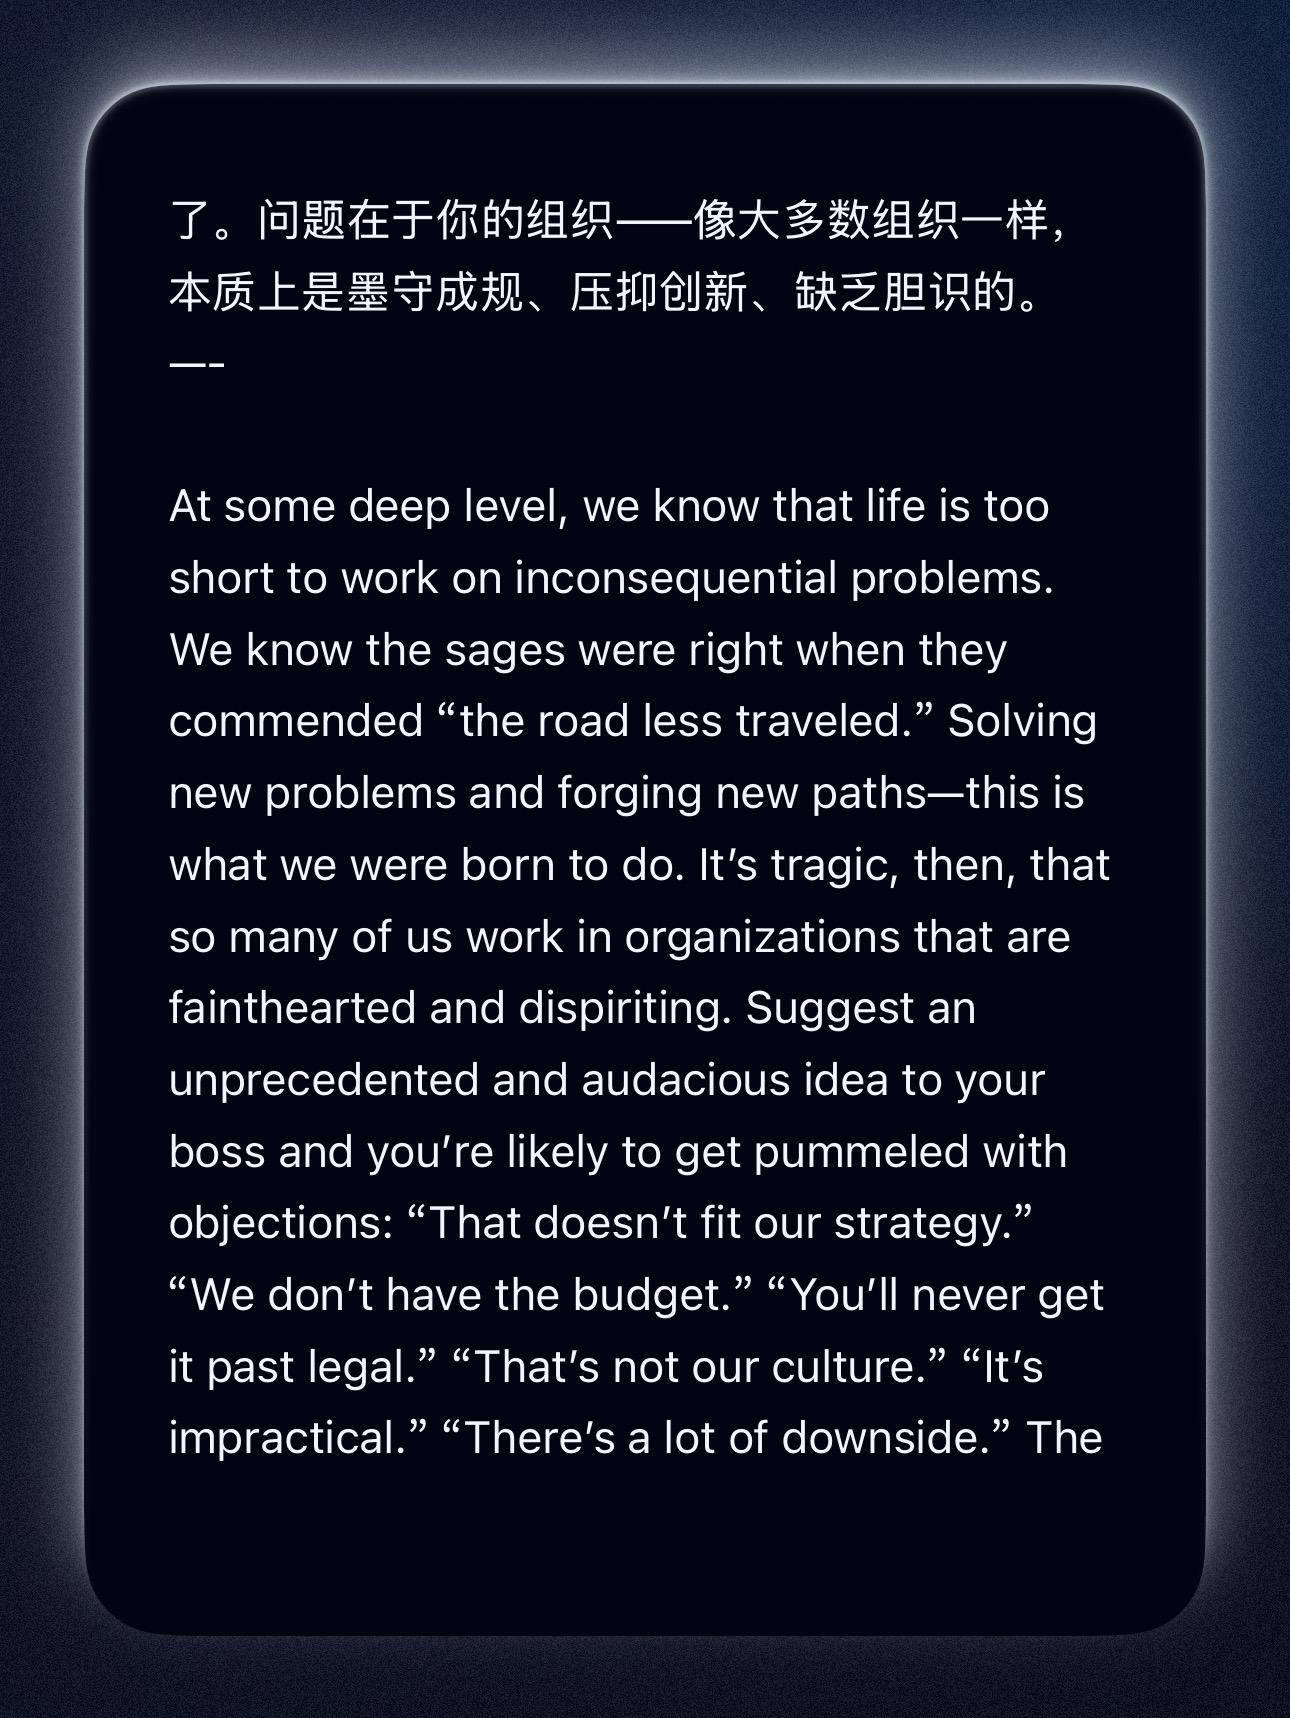 了。问题在于你的组织——像大多数组织一样，
本质上是墨守成规、压抑创新、缺乏胆识的。
—-
At some deep level, we know that life is too
short to work on inconsequential problems.
We know the sages were right when they
commended “the road less traveled.” Solving
new problems and forging new paths—this is
what we were born to do. It’s tragic, then, that
so many of us work in organizations that are
fainthearted and dispiriting. Suggest an
unprecedented and audacious idea to your
boss and you’re likely to get pummeled with
objections: “That doesn’t fit our strategy.”
“We don’t have the budget.” “You’ll never get
it past legal.” “That’s not our culture.” “It’s
impractical.” “There’s a lot of downside.” The